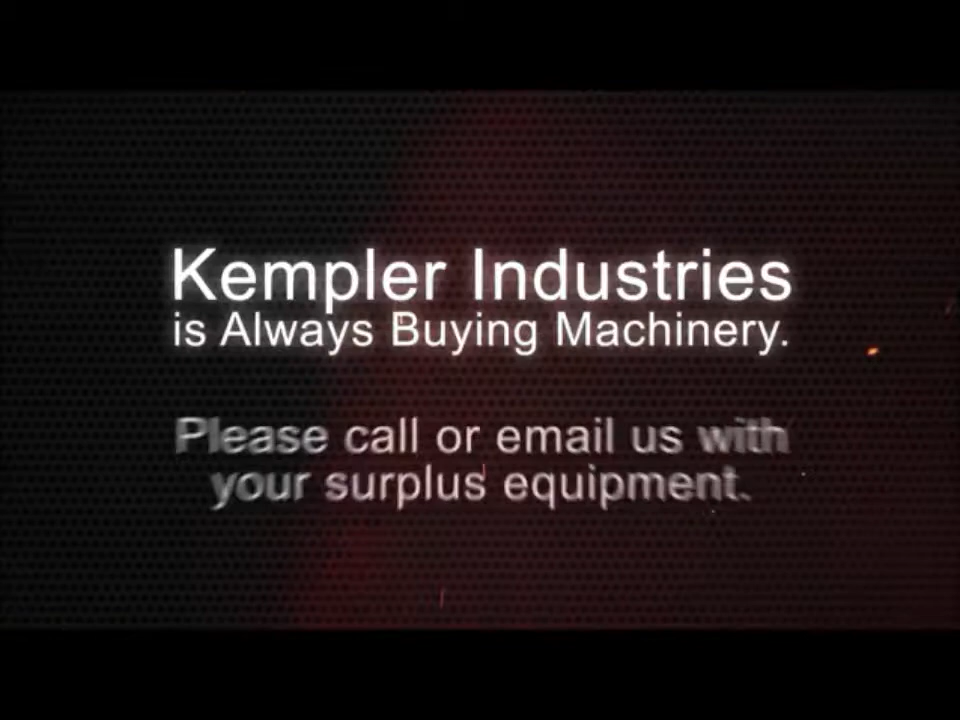 Kempler Industries
is Always Buying Machinery.
Please call or email us with
your surplus equipment.